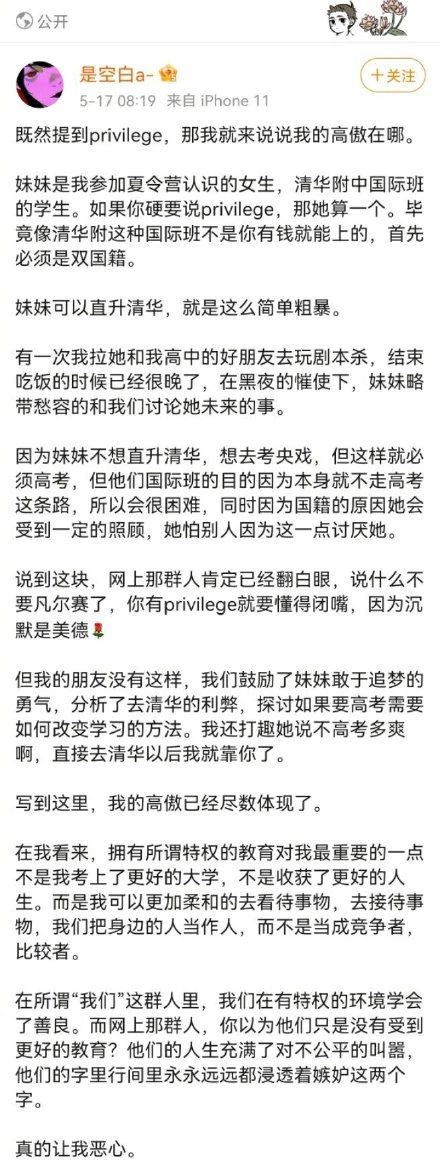 公开
是空白a-
+关注
5-17 08:19 来自 iPhone 11
既然提到privilege，那我就来说说我的高傲在哪。
妹妹是我参加夏令营认识的女生，清华附中国际班
的学生。如果你硬要说privilege，那她算一个。毕
竟像清华附这种国际班不是你有钱就能上的，首先
必须是双国籍。
妹妹可以直升清华，就是这么简单粗暴。
有一次我拉她和我高中的好朋友去玩剧本杀，结束
吃饭的时候已经很晚了，在黑夜的催使下，妹妹略
带愁容的和我们讨论她未来的事。
因为妹妹不想直升清华，想去考央戏，但这样就必
须高考，但他们国际班的目的因为本身就不走高考
这条路，所以会很困难，同时因为国籍的原因她会
受到一定的照顾，她怕别人因为这一点讨厌她。
说到这块，网上那群人肯定已经翻白眼，说什么不
要凡尔赛了，你有privilege就要懂得闭嘴，因为沉
默是美德🌹
但我的朋友没有这样，我们鼓励了妹妹敢于追梦的
勇气，分析了去清华的利弊，探讨如果要高考需要
如何改变学习的方法。我还打趣她说不高考多爽
啊，直接去清华以后我就靠你了。
写到这里，我的高傲已经尽数体现了。
在我看来，拥有所谓特权的教育对我最重要的一点
不是我考上了更好的大学，不是收获了更好的人
生。而是我可以更加柔和的去看待事物，去接待事
物，我们把身边的人当作人，而不是当成竞争者，
比较者。
在所谓“我们”这群人里，我们在有特权的环境学会
了善良。而网上那群人，你以为他们只是没有受到
更好的教育？他们的人生充满了对不公平的叫嚣，
他们的字里行间里永永远远都浸透着嫉妒这两个
字。
真的让我恶心。